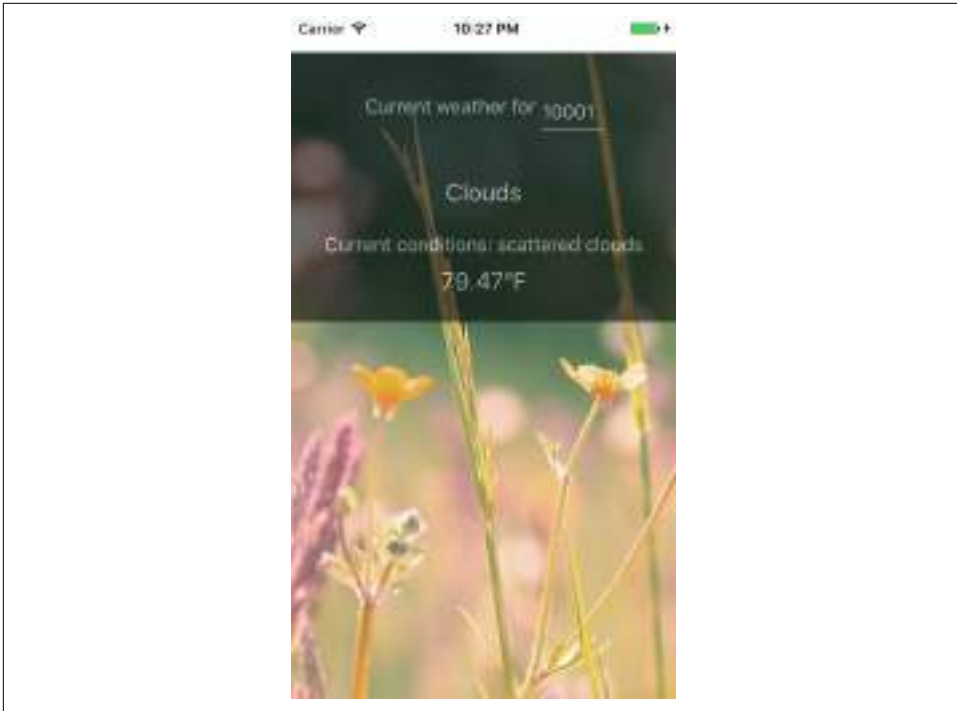 Carrier 10:27 PM
Current weather for 10001
Clouds
Current conditions: scattered clouds
79.47°F